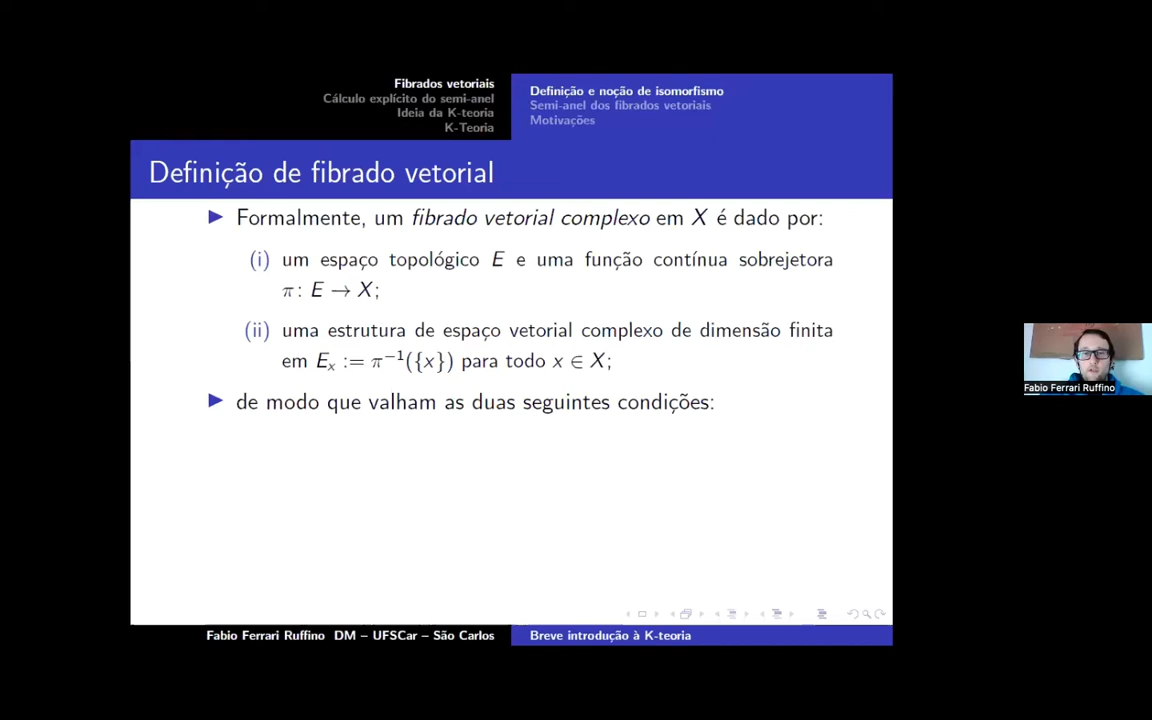 Fibrados vetoriais
Cálculo explícito do semi-anel
Ideia da K-teoria
K-Teoria
Definição e noção de isomorfismo
Semi-anel dos fibrados vetoriais
Motivações
Definição de fibrado vetorial
Formalmente, um fibrado vetorial complexo em X é dado por:
(i) um espaço topológico E e uma função contínua sobrejetora
π: E → X;
(ii) uma estrutura de espaço vetorial complexo de dimensão finita
em Eₓ := π⁻¹({x}) para todo x ∈ X;
de modo que valham as duas seguintes condições:
Fabio Ferrari Ruffino DM – UFSCar – São Carlos
Breve introdução à K-teoria
Fabio Ferrari Ruffino